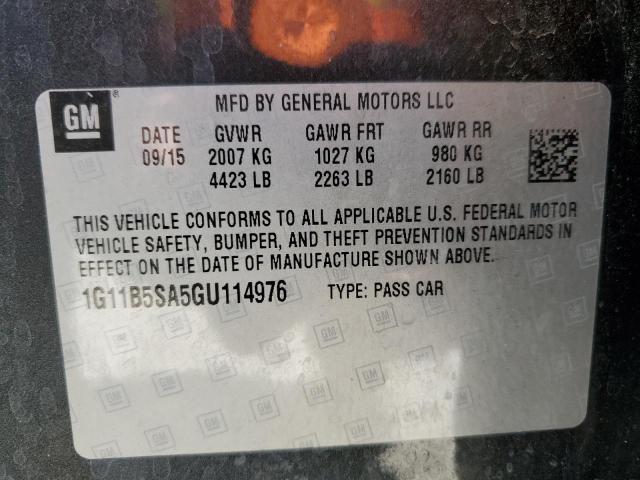 GM®
MFD BY GENERAL MOTORS LLC
DATE GVWR GAWR FRT GAWR RR
09/15 2007 KG 1027 KG 980 KG
4423 LB 2263 LB 2160 LB
THIS VEHICLE CONFORMS TO ALL APPLICABLE U.S. FEDERAL MOTOR
VEHICLE SAFETY, BUMPER, AND THEFT PREVENTION STANDARDS IN
EFFECT ON THE DATE OF MANUFACTURE SHOWN ABOVE.
1G11B5SA5GU114976 TYPE: PASS CAR